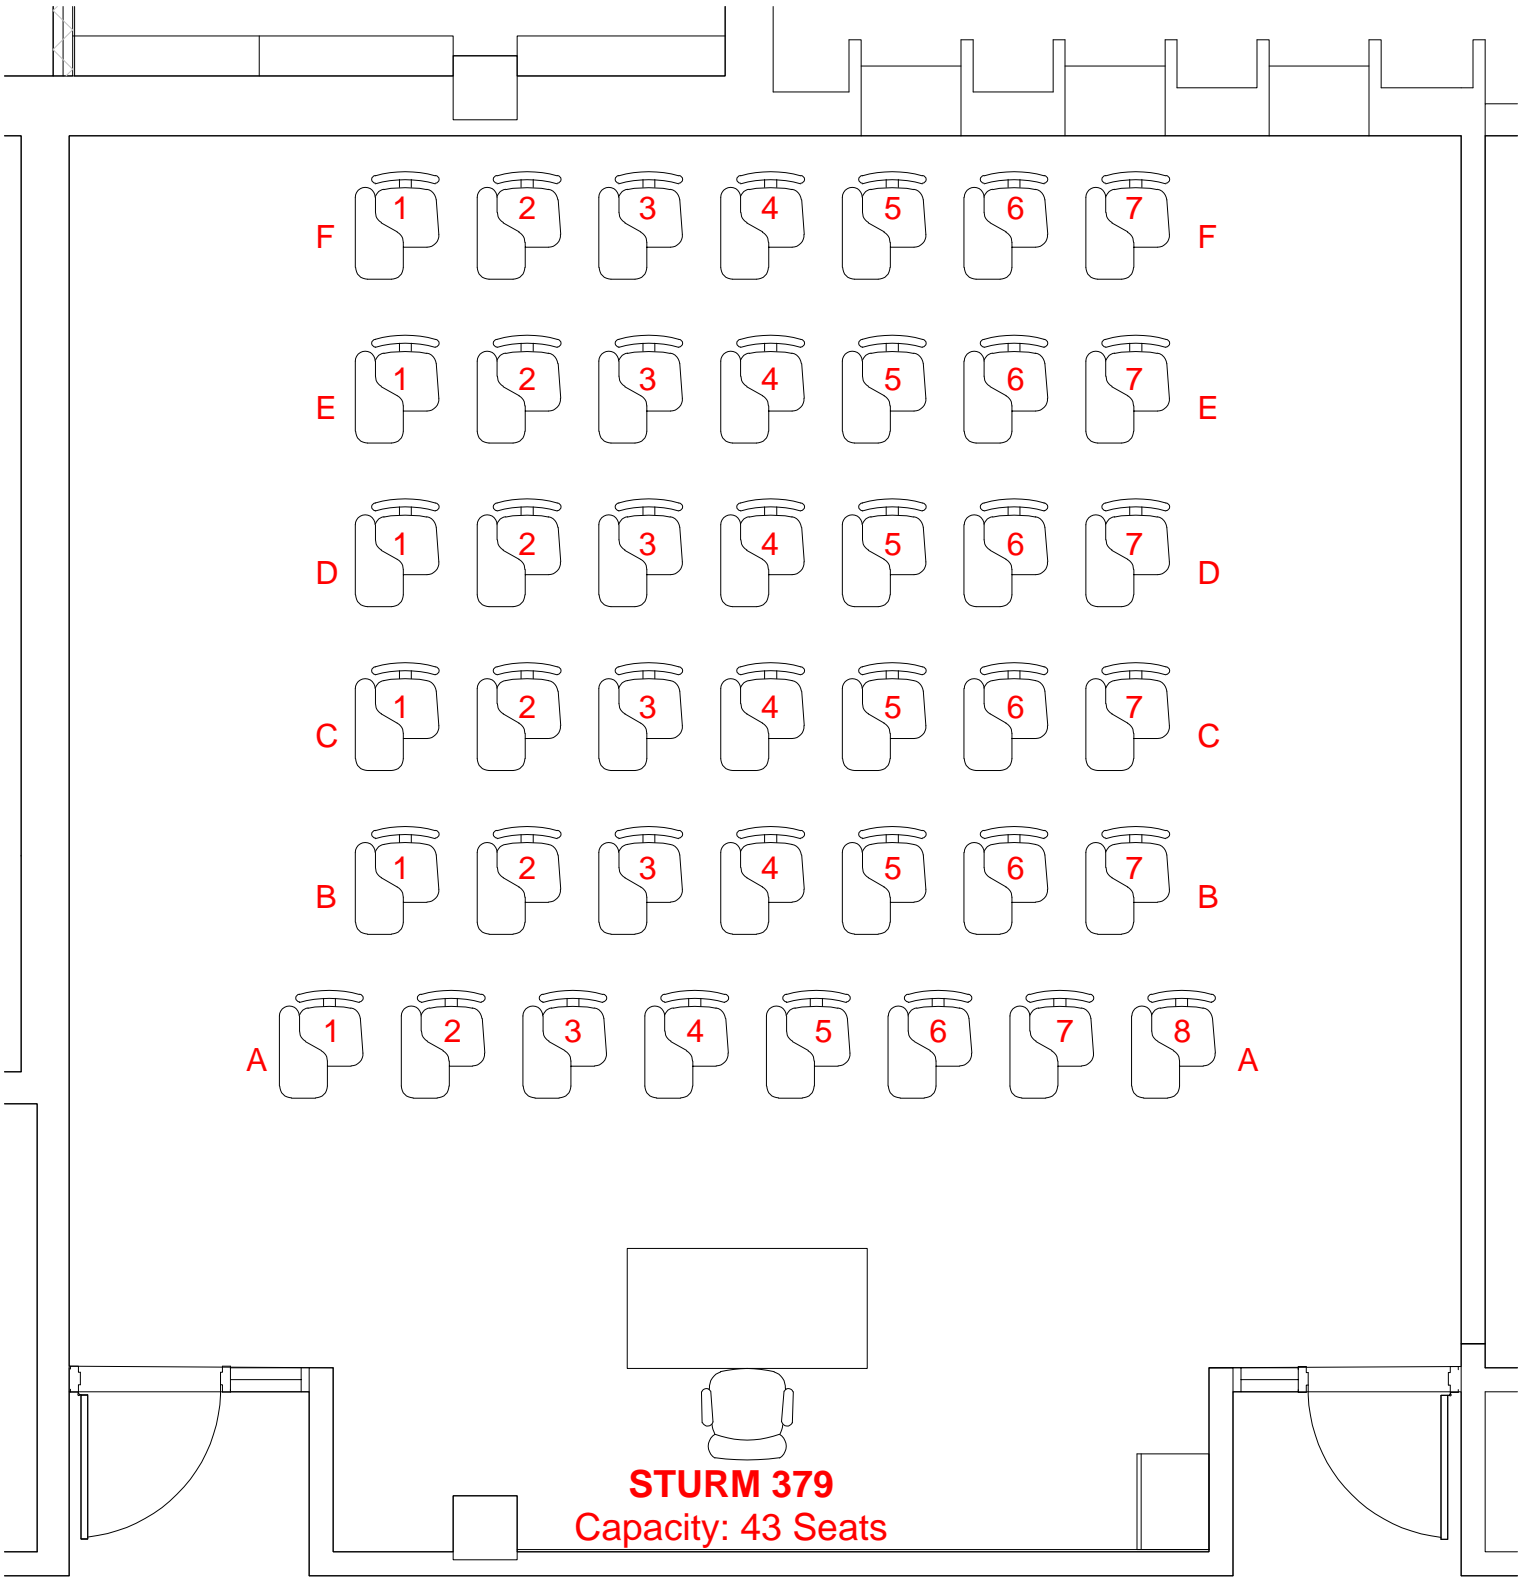 F 1 2 3 4 5 6 7 F
E 1 2 3 4 5 6 7 E
D 1 2 3 4 5 6 7 D
C 1 2 3 4 5 6 7 C
B 1 2 3 4 5 6 7 B
A 1 2 3 4 5 6 7 8 A
STURM 379
Capacity: 43 Seats